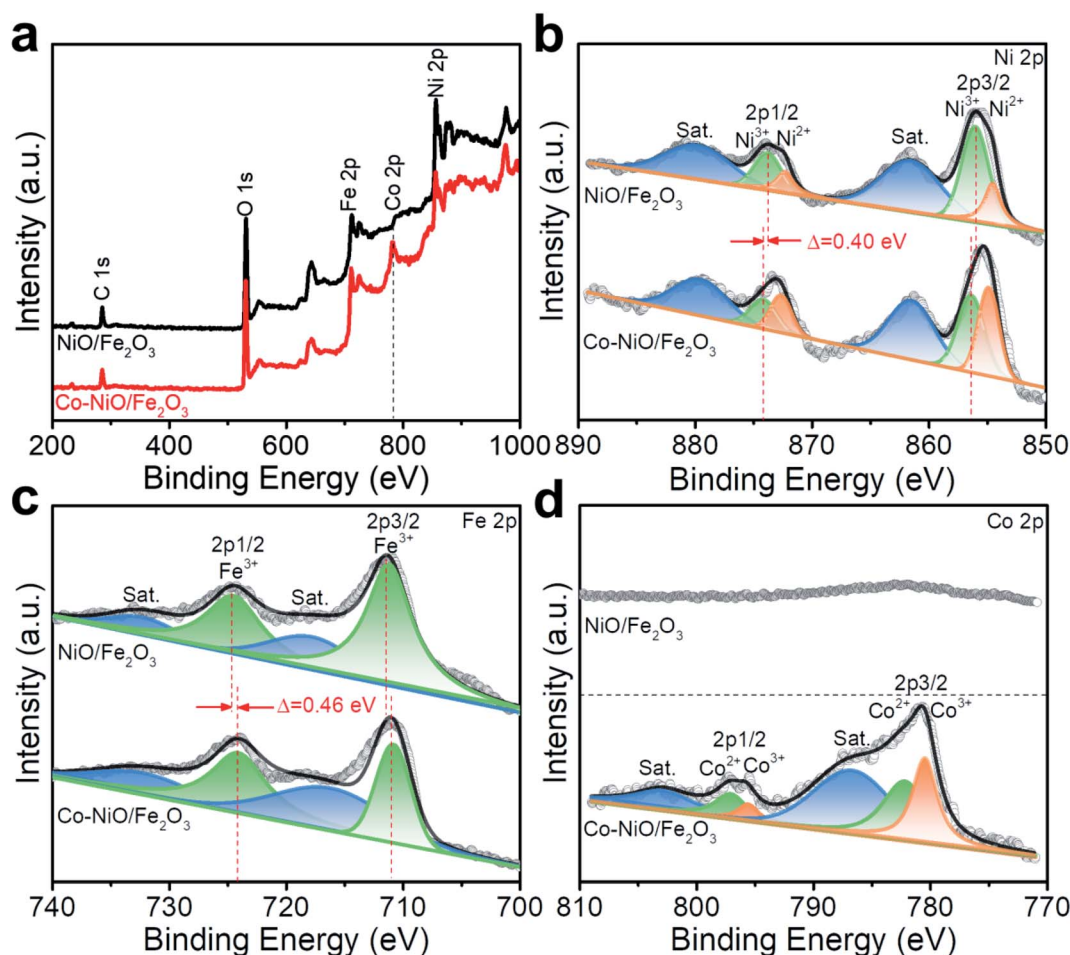 a
Intensity (a.u.)
C 1s
O 1s
Fe 2p
Co 2p
Ni 2p
NiO/Fe₂O₃
Co-NiO/Fe₂O₃
200 400 600 800 1000
Binding Energy (eV)
b
Intensity (a.u.)
Ni 2p
2p3/2
Ni³⁺ Ni²⁺
2p1/2
Ni³⁺ Ni²⁺
Sat.
Sat.
NiO/Fe₂O₃
Δ=0.40 eV
Co-NiO/Fe₂O₃
890 880 870 860 850
Binding Energy (eV)
c
Intensity (a.u.)
Fe 2p
2p3/2
Fe³⁺
2p1/2
Fe³⁺
Sat.
Sat.
NiO/Fe₂O₃
Δ=0.46 eV
Co-NiO/Fe₂O₃
740 730 720 710 700
Binding Energy (eV)
d
Intensity (a.u.)
Co 2p
NiO/Fe₂O₃
2p3/2
Co²⁺ Co³⁺
Sat.
2p1/2
Co²⁺ Co³⁺
Sat.
Co-NiO/Fe₂O₃
810 800 790 780 770
Binding Energy (eV)